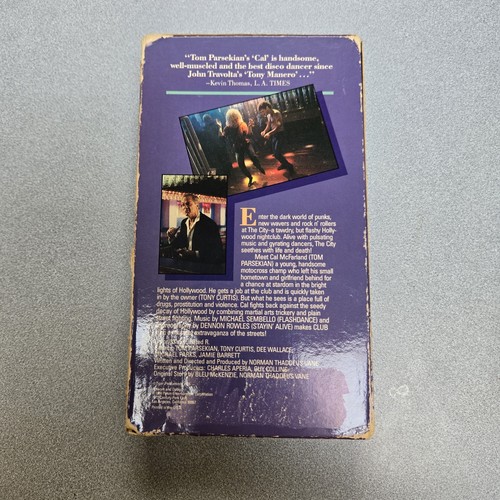 “Tom Parsekian's ‘Cal’ is handsome,
well-muscled and the best disco dancer since
John Travolta's ‘Tony Manero’...”
–Kevin Thomas, L.A. TIMES
Enter the dark world of punks,
new wavers and rock n' rollers
at The City–a tawdry, but flashy Holly-
wood nightclub. Alive with pulsating
music and gyrating dancers, The City
seethes with life and death!
Meet Cal McFarland (TOM
PARSEKIAN) a young, handsome
motocross champ who left his small
hometown and girlfriend behind for
a chance at stardom in the bright
lights of Hollywood. He gets a job at the club and is quickly taken
in by the owner (TONY CURTIS). But what he sees is a place full of
drugs, prostitution and violence. Cal fights back against the seedy
decay of Hollywood by combining martial arts trickery and plain
street fighting. Music by MICHAEL SEMBELLO (FLASHDANCE) and
choreography by DENNON RAWLES (STAYIN' ALIVE) makes CLUB
extravaganza of the streets!
Rated R.
TOM PARSEKIAN, TONY CURTIS, DEE WALLACE,
MICHAEL PARKS, JAMIE BARRETT
Written and Directed and Produced by NORMAN THADDEUS VANE
Executive Producers: CHARLES APERIA, GUY COLLINS
Original Story by BLEU McKENZIE, NORMAN THADDEUS VANE